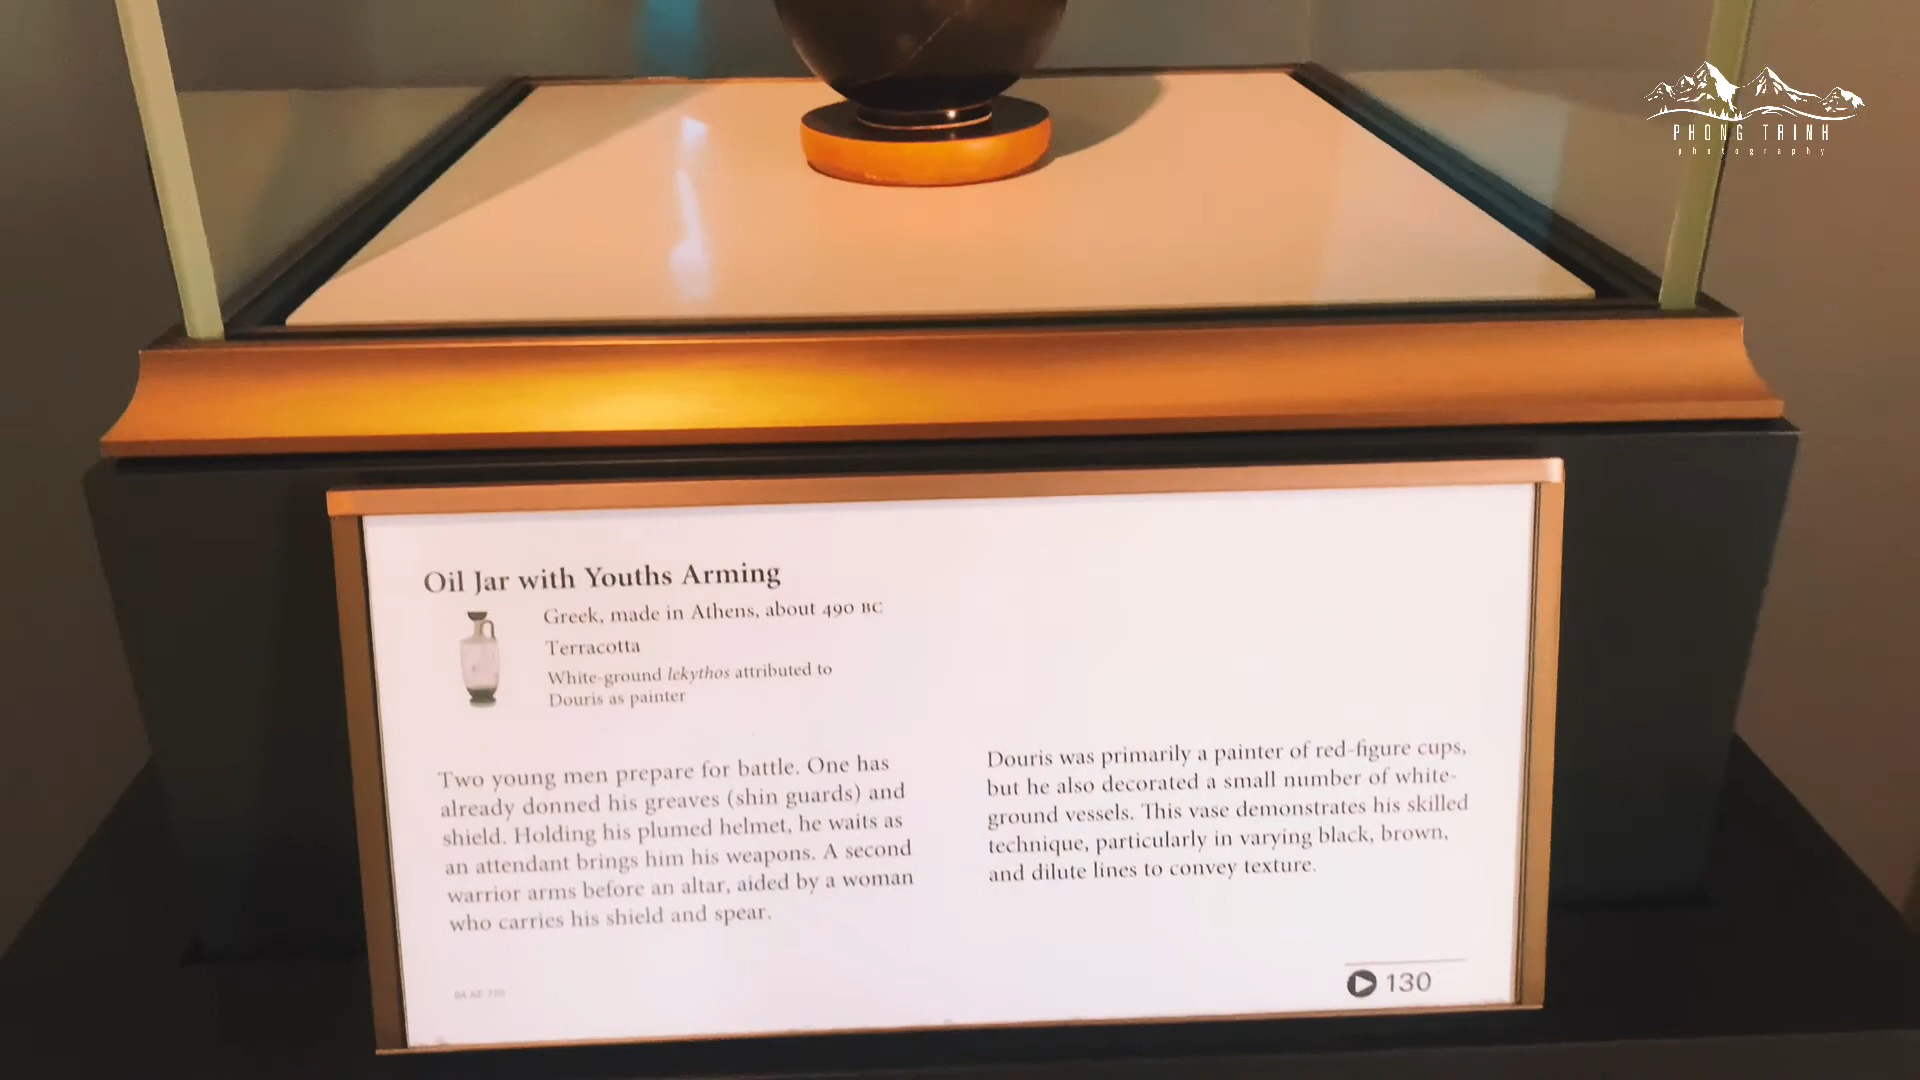 PHONG TRINH
photography
Oil Jar with Youths Arming
Greek, made in Athens, about 490 BC
Terracotta
White-ground lekythos attributed to
Douris as painter
Two young men prepare for battle. One has
already donned his greaves (shin guards) and
shield. Holding his plumed helmet, he waits as
an attendant brings him his weapons. A second
warrior arms before an altar, aided by a woman
who carries his shield and spear.
Douris was primarily a painter of red-figure cups,
but he also decorated a small number of white-
ground vessels. This vase demonstrates his skilled
technique, particularly in varying black, brown,
and dilute lines to convey texture.
130